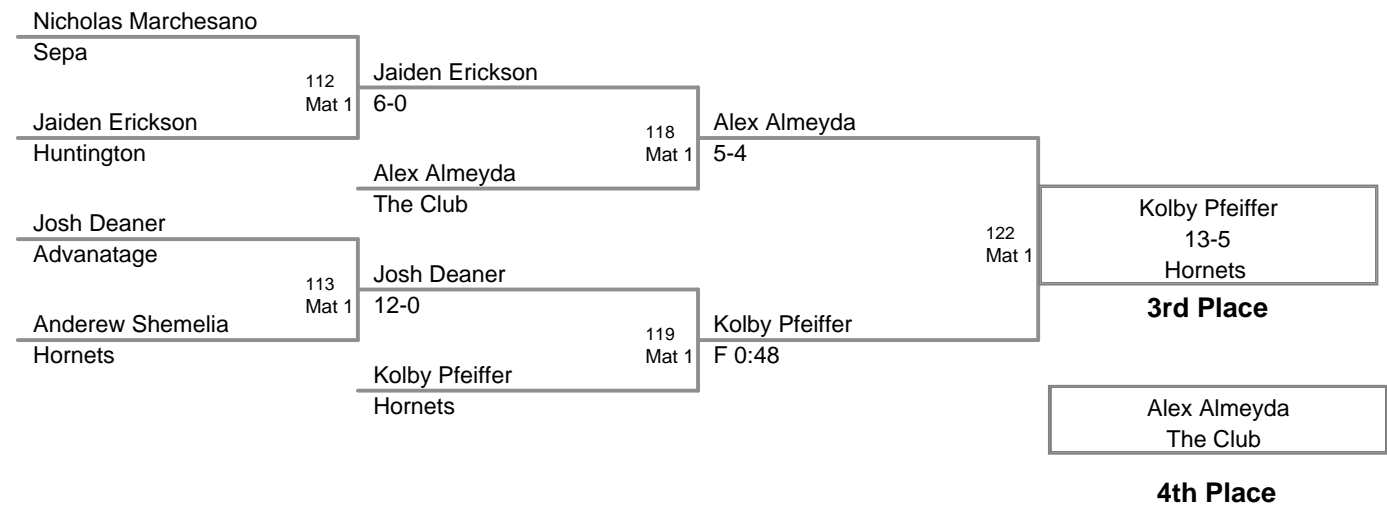 Nicholas Marchesano
Sepa
112
Mat 1
Jaiden Erickson
6-0
Jaiden Erickson
Huntington
118
Mat 1
Alex Almeyda
5-4
Alex Almeyda
The Club
Josh Deaner
Advanatage
113
Mat 1
Josh Deaner
12-0
Anderew Shemelia
Hornets
119
Mat 1
Kolby Pfeiffer
F 0:48
Kolby Pfeiffer
Hornets
122
Mat 1
Kolby Pfeiffer
13-5
Hornets
3rd Place
Alex Almeyda
The Club
4th Place